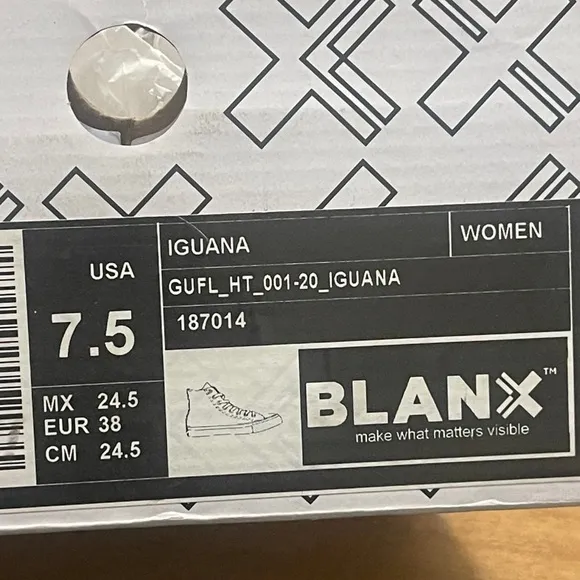 IGUANA
WOMEN
USA
7.5
GUFL_HT_001-20_IGUANA
187014
MX 24.5
EUR 38
CM 24.5
BLANX™
make what matters visible